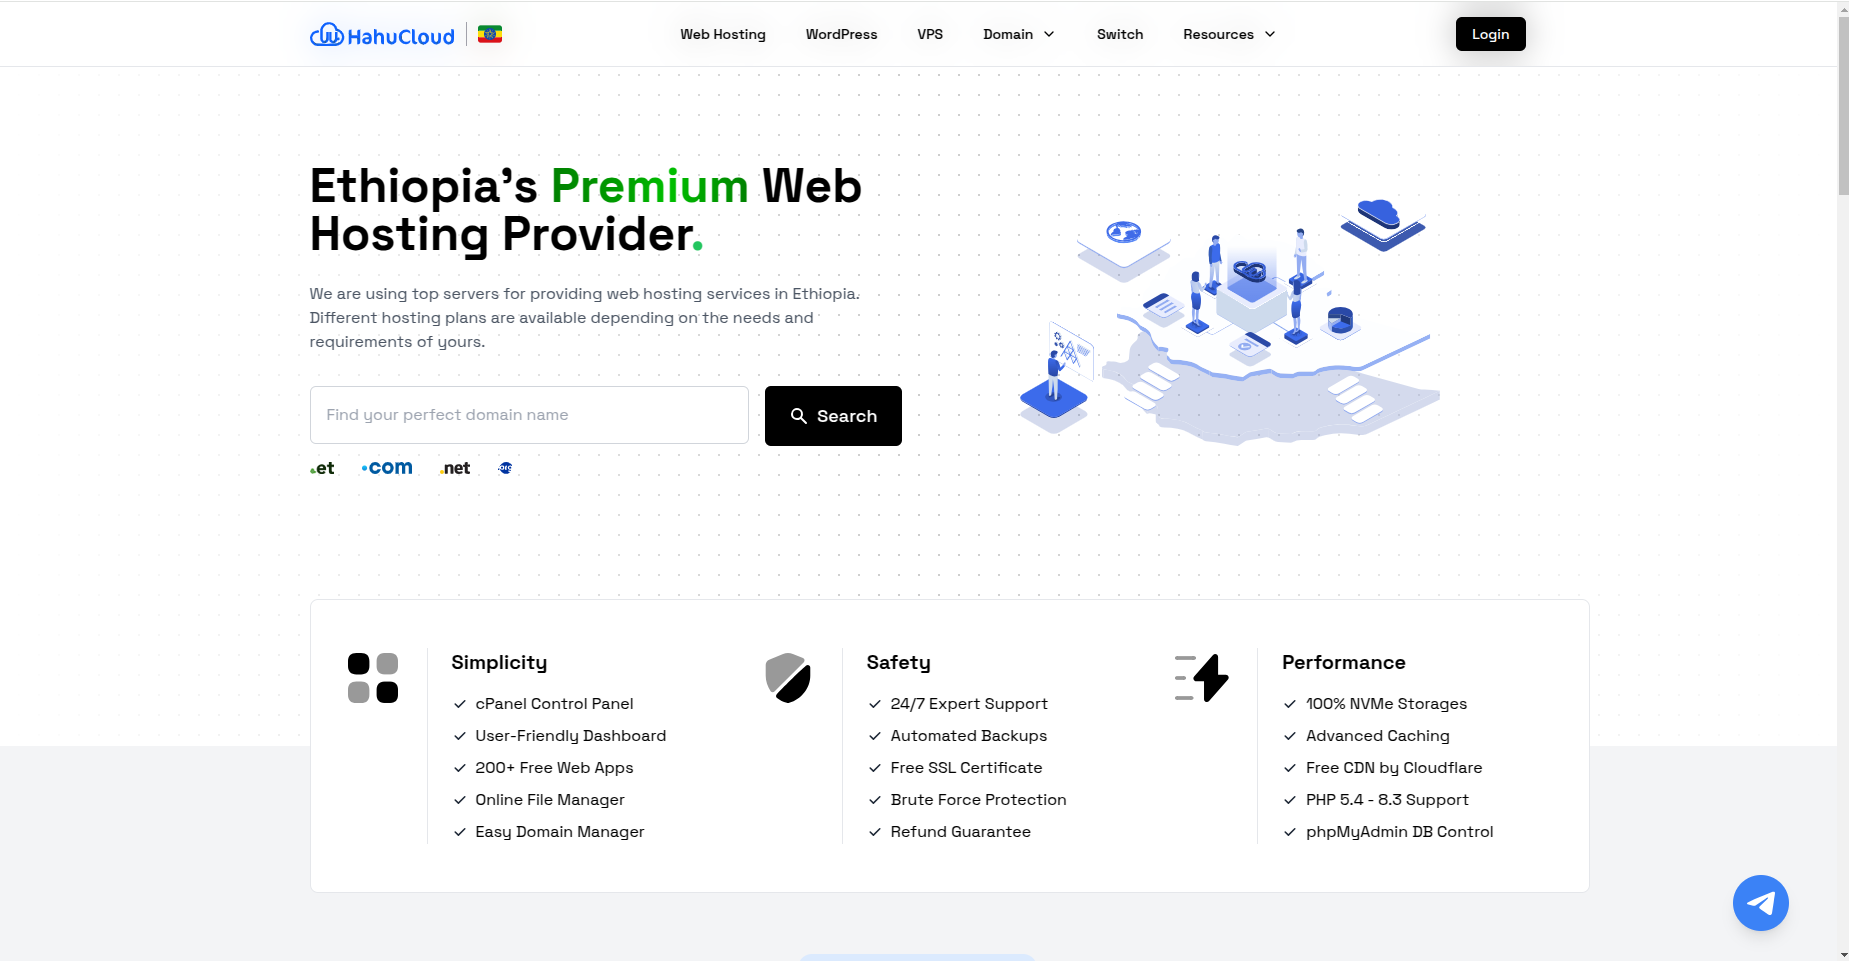 HahuCloud
Web Hosting
WordPress
VPS
Domain
Switch
Resources
Login
Ethiopia's Premium Web
Hosting Provider.
We are using top servers for providing web hosting services in Ethiopia.
Different hosting plans are available depending on the needs and
requirements of yours.
Find your perfect domain name
Search
.et
.com
.net
.org
Simplicity
cPanel Control Panel
User-Friendly Dashboard
200+ Free Web Apps
Online File Manager
Easy Domain Manager
Safety
24/7 Expert Support
Automated Backups
Free SSL Certificate
Brute Force Protection
Refund Guarantee
Performance
100% NVMe Storages
Advanced Caching
Free CDN by Cloudflare
PHP 5.4 - 8.3 Support
phpMyAdmin DB Control